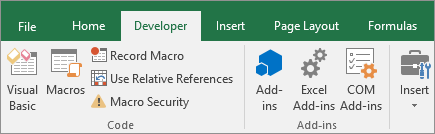 File Home Developer Insert Page Layout Formulas
Visual Basic
Macros
Record Macro
Use Relative References
Macro Security
Code
Add-ins
Excel Add-ins
COM Add-ins
Add-ins
Insert